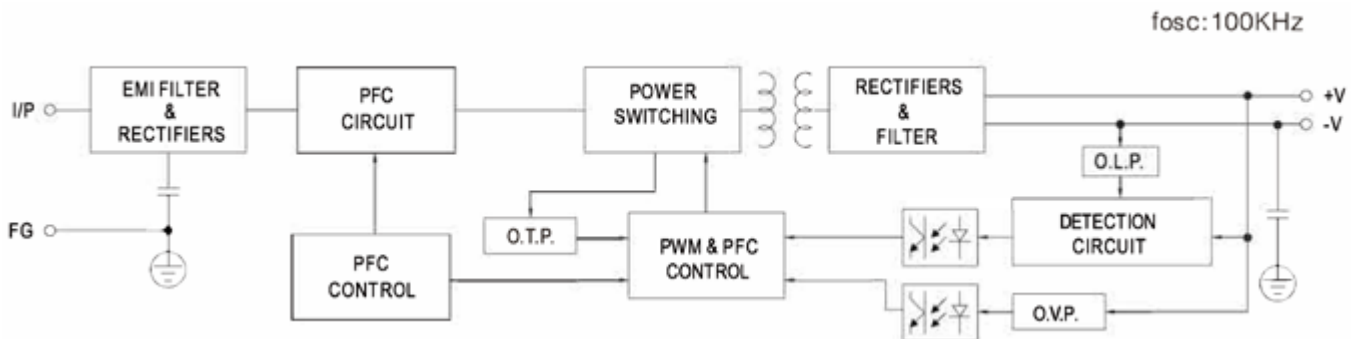 fosc:100KHz
I/P
EMI FILTER
&
RECTIFIERS
PFC
CIRCUIT
POWER
SWITCHING
RECTIFIERS
&
FILTER
+V
-V
O.L.P.
FG
O.T.P.
PFC
CONTROL
PWM & PFC
CONTROL
DETECTION
CIRCUIT
O.V.P.